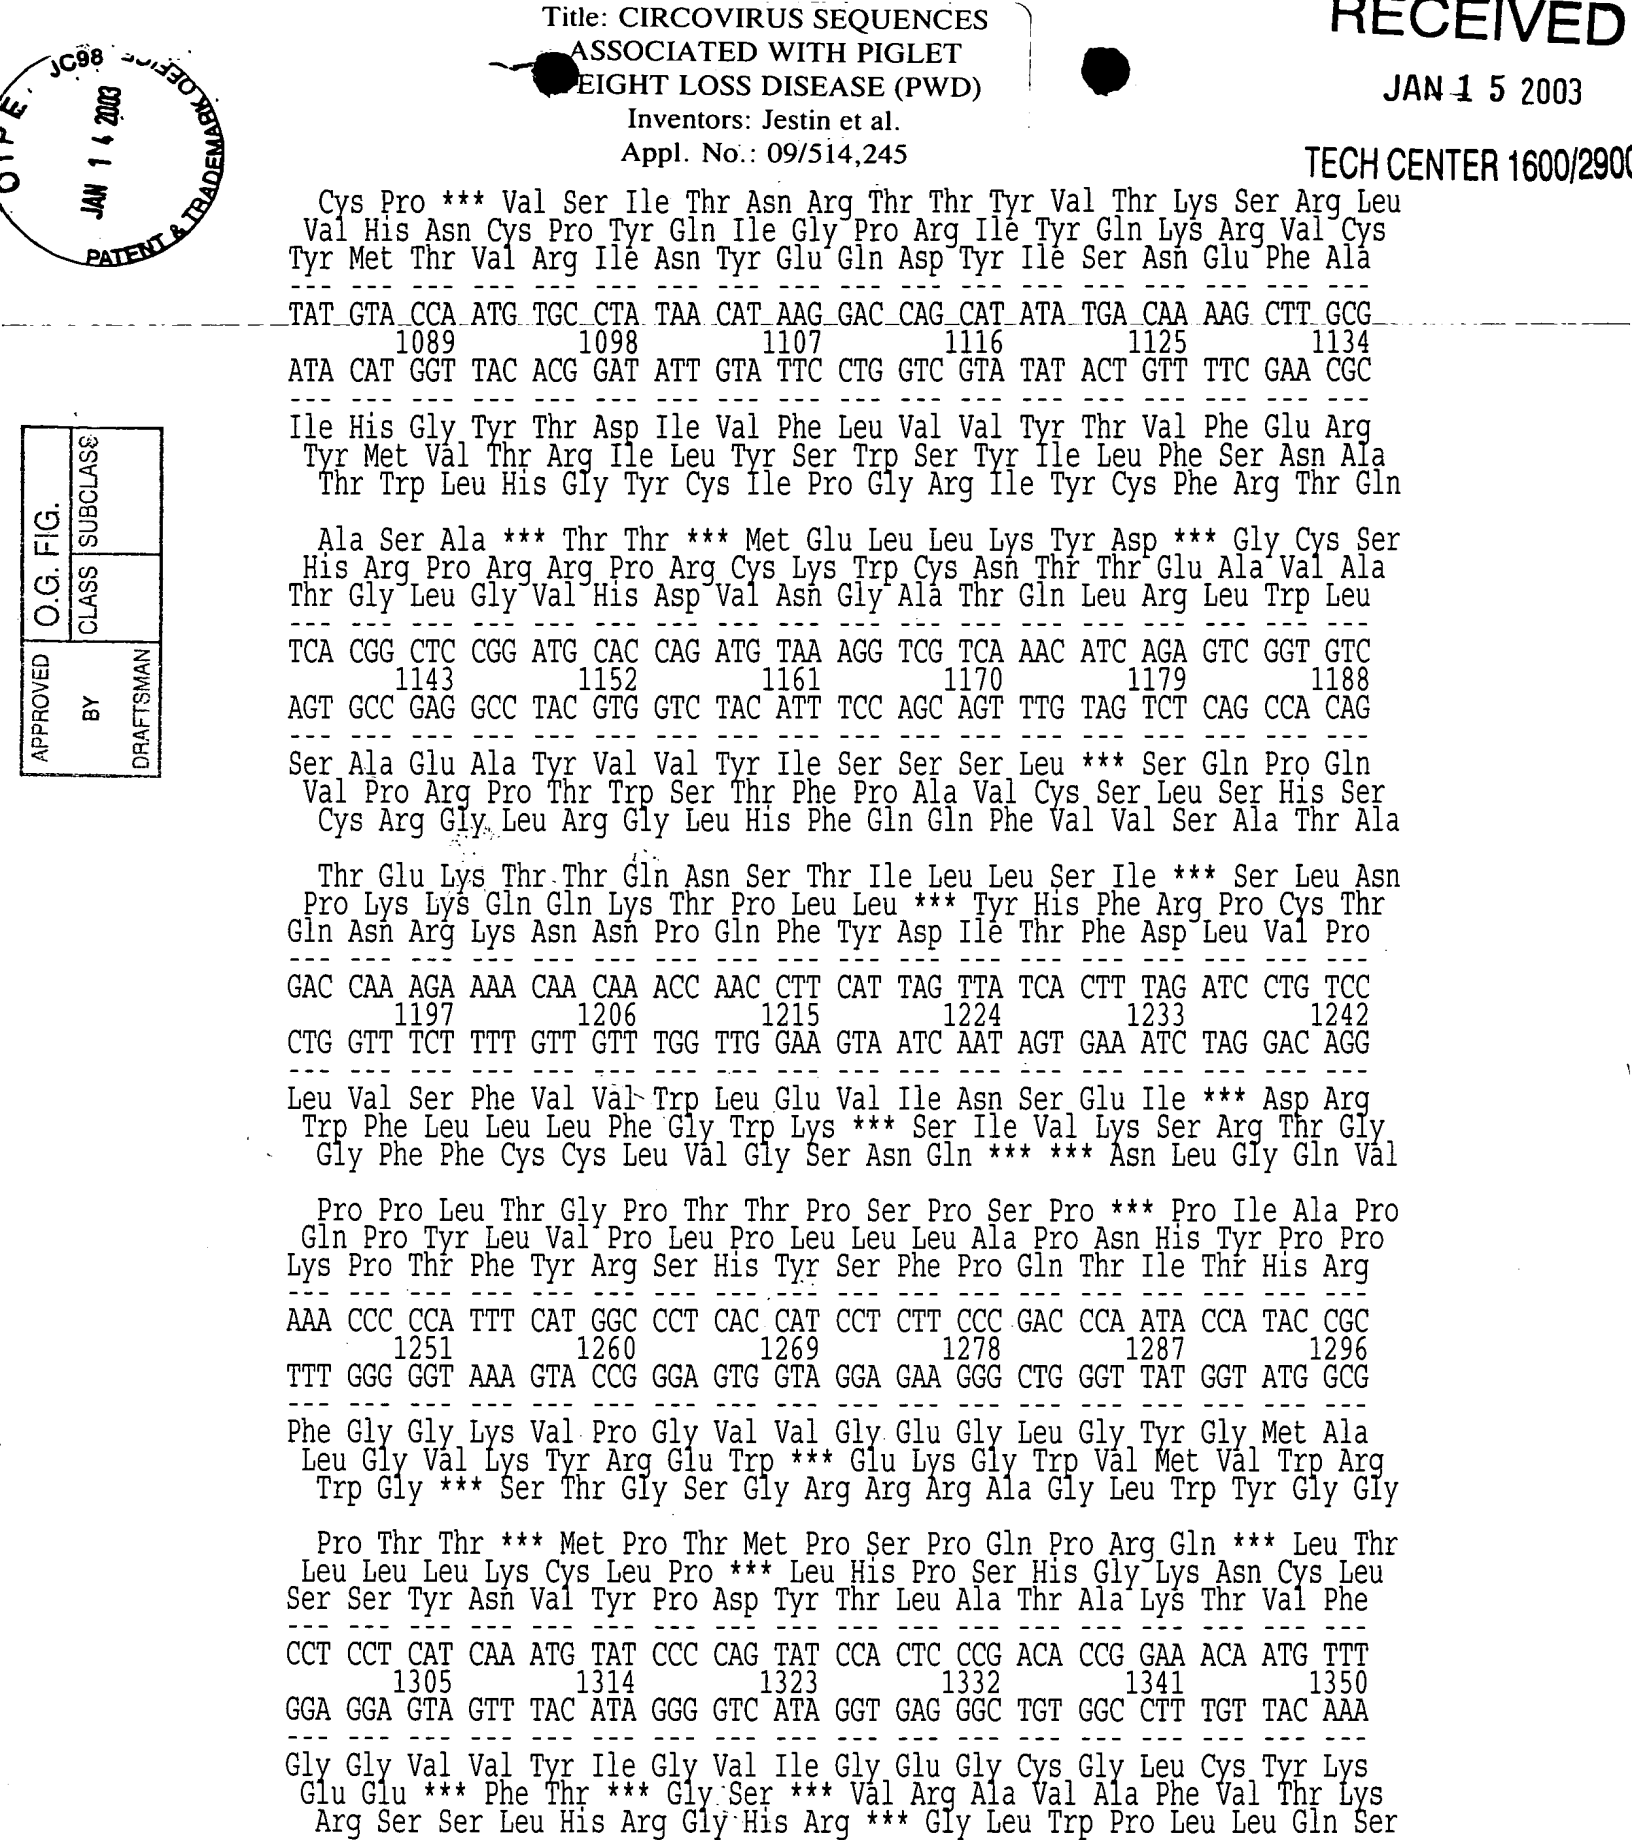 Title: CIRCOVIRUS SEQUENCES
ASSOCIATED WITH PIGLET
EIGHT LOSS DISEASE (PWD)
Inventors: Jestin et al.
Appl. No.: 09/514,245
RECEIVED
JAN 1 5 2003
TECH CENTER 1600/2900
OIPE
JC98
JAN 1 4 2003
PATENT & TRADEMARK OFFICE
APPROVED
O.G. FIG.
BY
CLASS
SUBCLASS
DRAFTSMAN
Cys Pro *** Val Ser Ile Thr Asn Arg Thr Thr Tyr Val Thr Lys Ser Arg Leu
Val His Asn Cys Pro Tyr Gln Ile Gly Pro Arg Ile Tyr Gln Lys Arg Val Cys
Tyr Met Thr Val Arg Ile Asn Tyr Glu Gln Asp Tyr Ile Ser Asn Glu Phe Ala
--- --- --- --- --- --- --- --- --- --- --- --- --- --- --- --- --- ---
TAT GTA CCA ATG TGC CTA TAA CAT AAG GAC CAG CAT ATA TGA CAA AAG CTT GCG
1089 1098 1107 1116 1125 1134
ATA CAT GGT TAC ACG GAT ATT GTA TTC CTG GTC GTA TAT ACT GTT TTC GAA CGC
--- --- --- --- --- --- --- --- --- --- --- --- --- --- --- --- --- ---
Ile His Gly Tyr Thr Asp Ile Val Phe Leu Val Val Tyr Thr Val Phe Glu Arg
Tyr Met Val Thr Arg Ile Leu Tyr Ser Trp Ser Tyr Ile Leu Phe Ser Asn Ala
Thr Trp Leu His Gly Tyr Cys Ile Pro Gly Arg Ile Tyr Cys Phe Arg Thr Gln
Ala Ser Ala *** Thr Thr *** Met Glu Leu Leu Lys Tyr Asp *** Gly Cys Ser
His Arg Pro Arg Arg Pro Arg Cys Lys Trp Cys Asn Thr Thr Glu Ala Val Ala
Thr Gly Leu Gly Val His Asp Val Asn Gly Ala Thr Gln Leu Arg Leu Trp Leu
--- --- --- --- --- --- --- --- --- --- --- --- --- --- --- --- --- ---
TCA CGG CTC CGG ATG CAC CAG ATG TAA AGG TCG TCA AAC ATC AGA GTC GGT GTC
1143 1152 1161 1170 1179 1188
AGT GCC GAG GCC TAC GTG GTC TAC ATT TCC AGC AGT TTG TAG TCT CAG CCA CAG
--- --- --- --- --- --- --- --- --- --- --- --- --- --- --- --- --- ---
Ser Ala Glu Ala Tyr Val Val Tyr Ile Ser Ser Ser Leu *** Ser Gln Pro Gln
Val Pro Arg Pro Thr Trp Ser Thr Phe Pro Ala Val Cys Ser Leu Ser His Ser
Cys Arg Gly Leu Arg Gly Leu His Phe Gln Gln Phe Val Val Ser Ala Thr Ala
Thr Glu Lys Thr Thr Gln Asn Ser Thr Ile Leu Leu Ser Ile *** Ser Leu Asn
Pro Lys Lys Gln Gln Lys Thr Pro Leu Leu *** Tyr His Phe Arg Pro Cys Thr
Gln Asn Arg Lys Asn Asn Pro Gln Phe Tyr Asp Ile Thr Phe Asp Leu Val Pro
--- --- --- --- --- --- --- --- --- --- --- --- --- --- --- --- --- ---
GAC CAA AGA AAA CAA CAA ACC AAC CTT CAT TAG TTA TCA CTT TAG ATC CTG TCC
1197 1206 1215 1224 1233 1242
CTG GTT TCT TTT GTT GTT TGG TTG GAA GTA ATC AAT AGT GAA ATC TAG GAC AGG
--- --- --- --- --- --- --- --- --- --- --- --- --- --- --- --- --- ---
Leu Val Ser Phe Val Val Trp Leu Glu Val Ile Asn Ser Glu Ile *** Asp Arg
Trp Phe Leu Leu Leu Phe Gly Trp Lys *** Ser Ile Val Lys Ser Arg Thr Gly
Gly Phe Phe Cys Cys Leu Val Gly Ser Asn Gln *** *** Asn Leu Gly Gln Val
Pro Pro Leu Thr Gly Pro Thr Thr Pro Ser Pro Ser Pro *** Pro Ile Ala Pro
Gln Pro Tyr Leu Val Pro Leu Pro Leu Leu Leu Ala Pro Asn His Tyr Pro Pro
Lys Pro Thr Phe Tyr Arg Ser His Tyr Ser Phe Pro Gln Thr Ile Thr His Arg
--- --- --- --- --- --- --- --- --- --- --- --- --- --- --- --- --- ---
AAA CCC CCA TTT CAT GGC CCT CAC CAT CCT CTT CCC GAC CCA ATA CCA TAC CGC
1251 1260 1269 1278 1287 1296
TTT GGG GGT AAA GTA CCG GGA GTG GTA GGA GAA GGG CTG GGT TAT GGT ATG GCG
--- --- --- --- --- --- --- --- --- --- --- --- --- --- --- --- --- ---
Phe Gly Gly Lys Val Pro Gly Val Val Gly Glu Gly Leu Gly Tyr Gly Met Ala
Leu Gly Val Lys Tyr Arg Glu Trp *** Glu Lys Gly Trp Val Met Val Trp Arg
Trp Gly *** Ser Thr Gly Ser Gly Arg Arg Arg Ala Gly Leu Trp Tyr Gly Gly
Pro Thr Thr *** Met Pro Thr Met Pro Ser Pro Gln Pro Arg Gln *** Leu Thr
Leu Leu Leu Lys Cys Leu Pro *** Leu His Pro Ser His Gly Lys Asn Cys Leu
Ser Ser Tyr Asn Val Tyr Pro Asp Tyr Thr Leu Ala Thr Ala Lys Thr Val Phe
--- --- --- --- --- --- --- --- --- --- --- --- --- --- --- --- --- ---
CCT CCT CAT CAA ATG TAT CCC CAG TAT CCA CTC CCG ACA CCG GAA ACA ATG TTT
1305 1314 1323 1332 1341 1350
GGA GGA GTA GTT TAC ATA GGG GTC ATA GGT GAG GGC TGT GGC CTT TGT TAC AAA
--- --- --- --- --- --- --- --- --- --- --- --- --- --- --- --- --- ---
Gly Gly Val Val Tyr Ile Gly Val Ile Gly Glu Gly Cys Gly Leu Cys Tyr Lys
Glu Glu *** Phe Thr *** Gly Ser *** Val Arg Ala Val Ala Phe Val Thr Lys
Arg Ser Ser Leu His Arg Gly His Arg *** Gly Leu Trp Pro Leu Leu Gln Ser